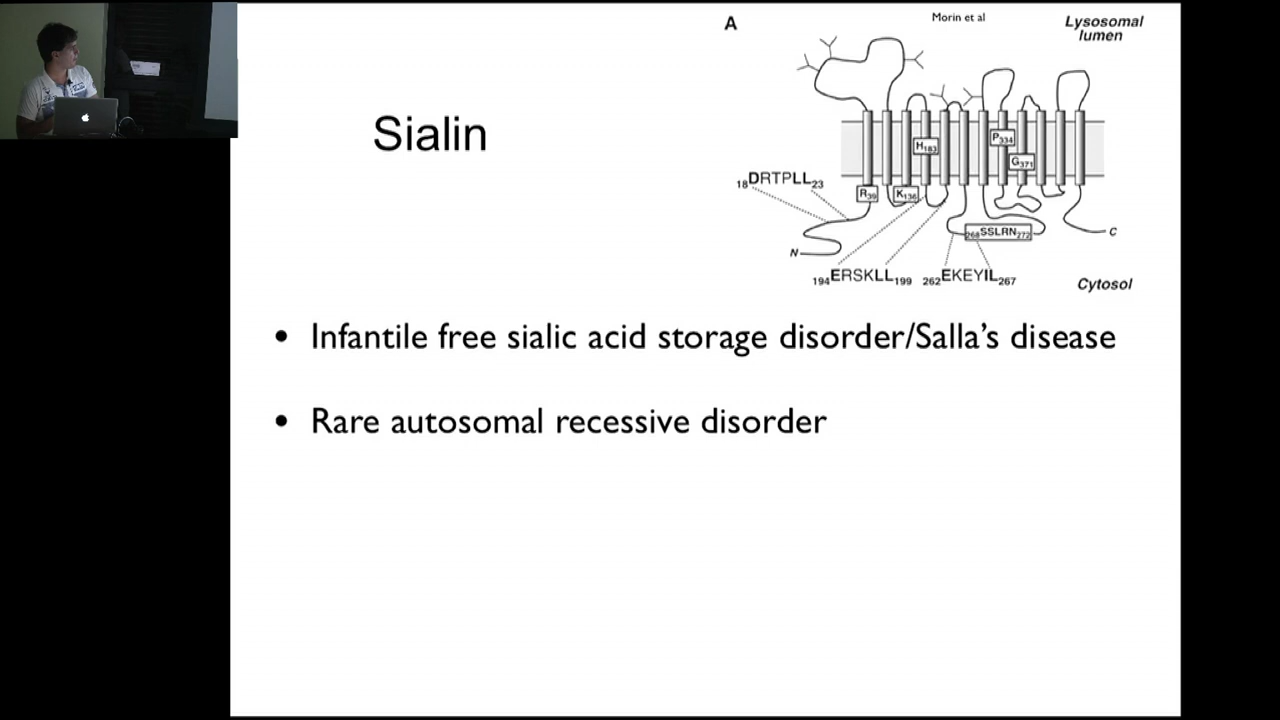 A
Morin et al
Lysosomal
lumen
Sialin
H183
P334
G371
18DRTPLL23
R39
K136
268SSLRN272
C
N
194ERSKLL199
262EKEYIL267
Cytosol
• Infantile free sialic acid storage disorder/Salla’s disease
• Rare autosomal recessive disorder